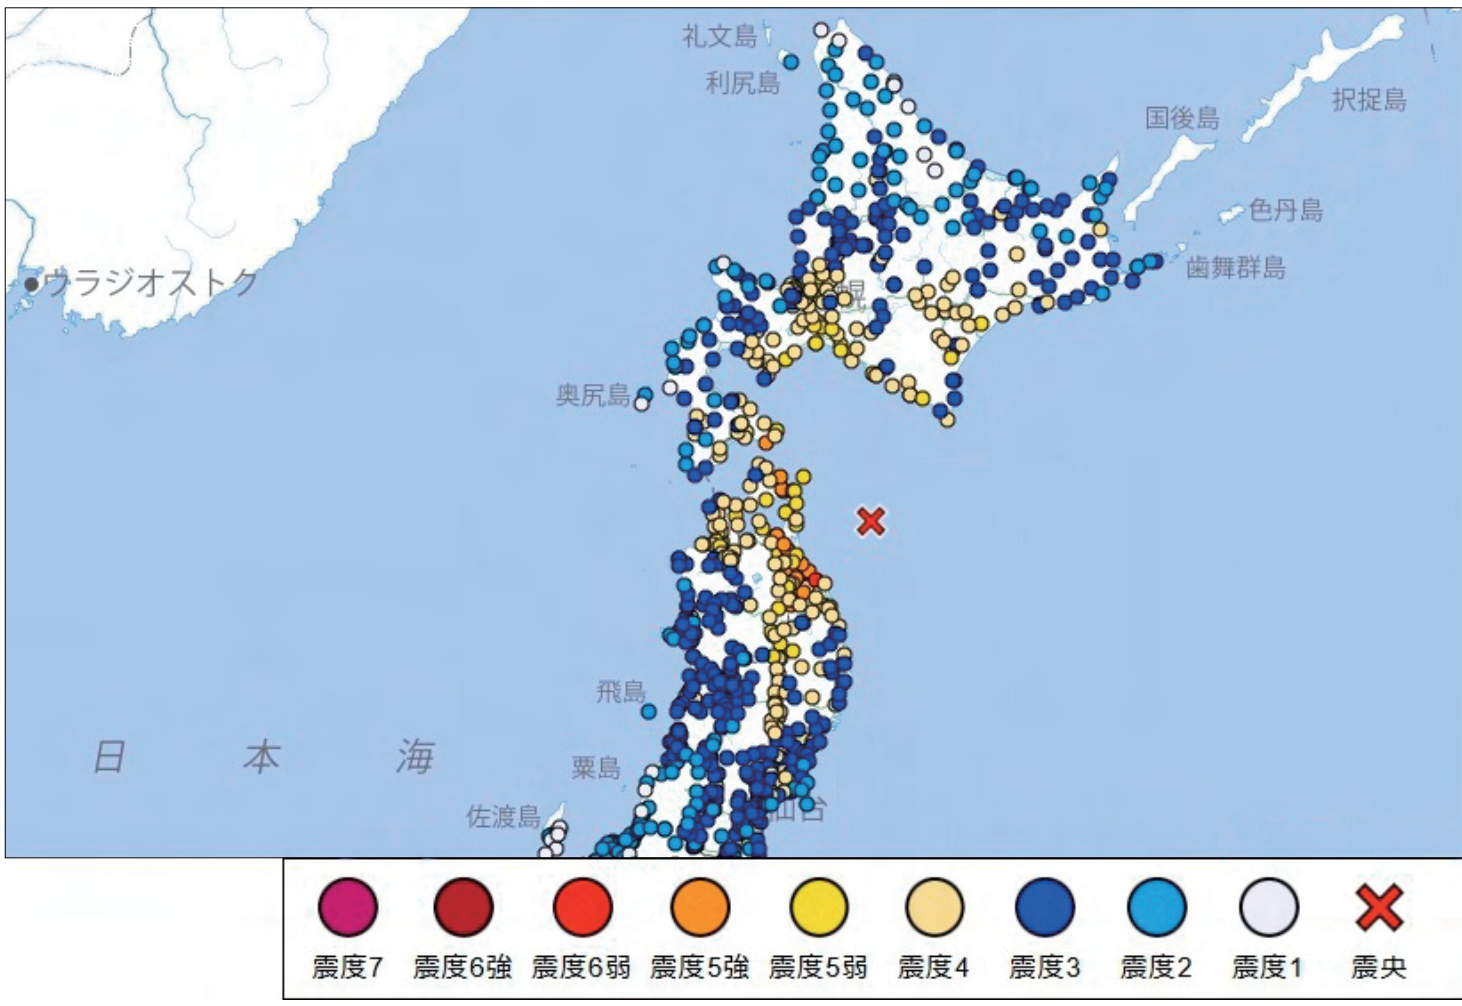 礼文島
利尻島
択捉島
国後島
色丹島
歯舞群島
ウラジオストク
幌
奥尻島
飛島
日本海
粟島
佐渡島
仙台
震度7 震度6強 震度6弱 震度5強 震度5弱 震度4 震度3 震度2 震度1 震央